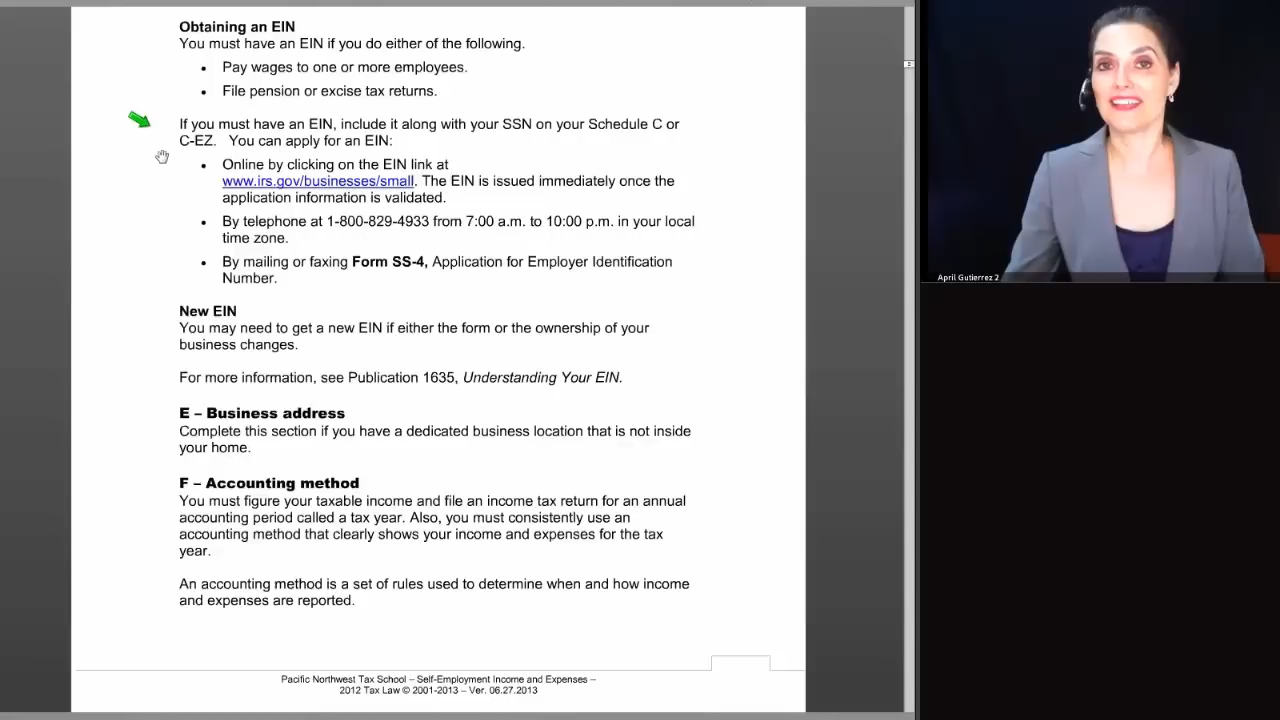 Obtaining an EIN
You must have an EIN if you do either of the following.
• Pay wages to one or more employees.
• File pension or excise tax returns.
If you must have an EIN, include it along with your SSN on your Schedule C or
C-EZ. You can apply for an EIN:
• Online by clicking on the EIN link at
www.irs.gov/businesses/small. The EIN is issued immediately once the
application information is validated.
• By telephone at 1-800-829-4933 from 7:00 a.m. to 10:00 p.m. in your local
time zone.
• By mailing or faxing Form SS-4, Application for Employer Identification
Number.
New EIN
You may need to get a new EIN if either the form or the ownership of your
business changes.
For more information, see Publication 1635, Understanding Your EIN.
E – Business address
Complete this section if you have a dedicated business location that is not inside
your home.
F – Accounting method
You must figure your taxable income and file an income tax return for an annual
accounting period called a tax year. Also, you must consistently use an
accounting method that clearly shows your income and expenses for the tax
year.
An accounting method is a set of rules used to determine when and how income
and expenses are reported.
Pacific Northwest Tax School – Self-Employment Income and Expenses –
2012 Tax Law © 2001-2013 – Ver. 06.27.2013
April Gutierrez 2